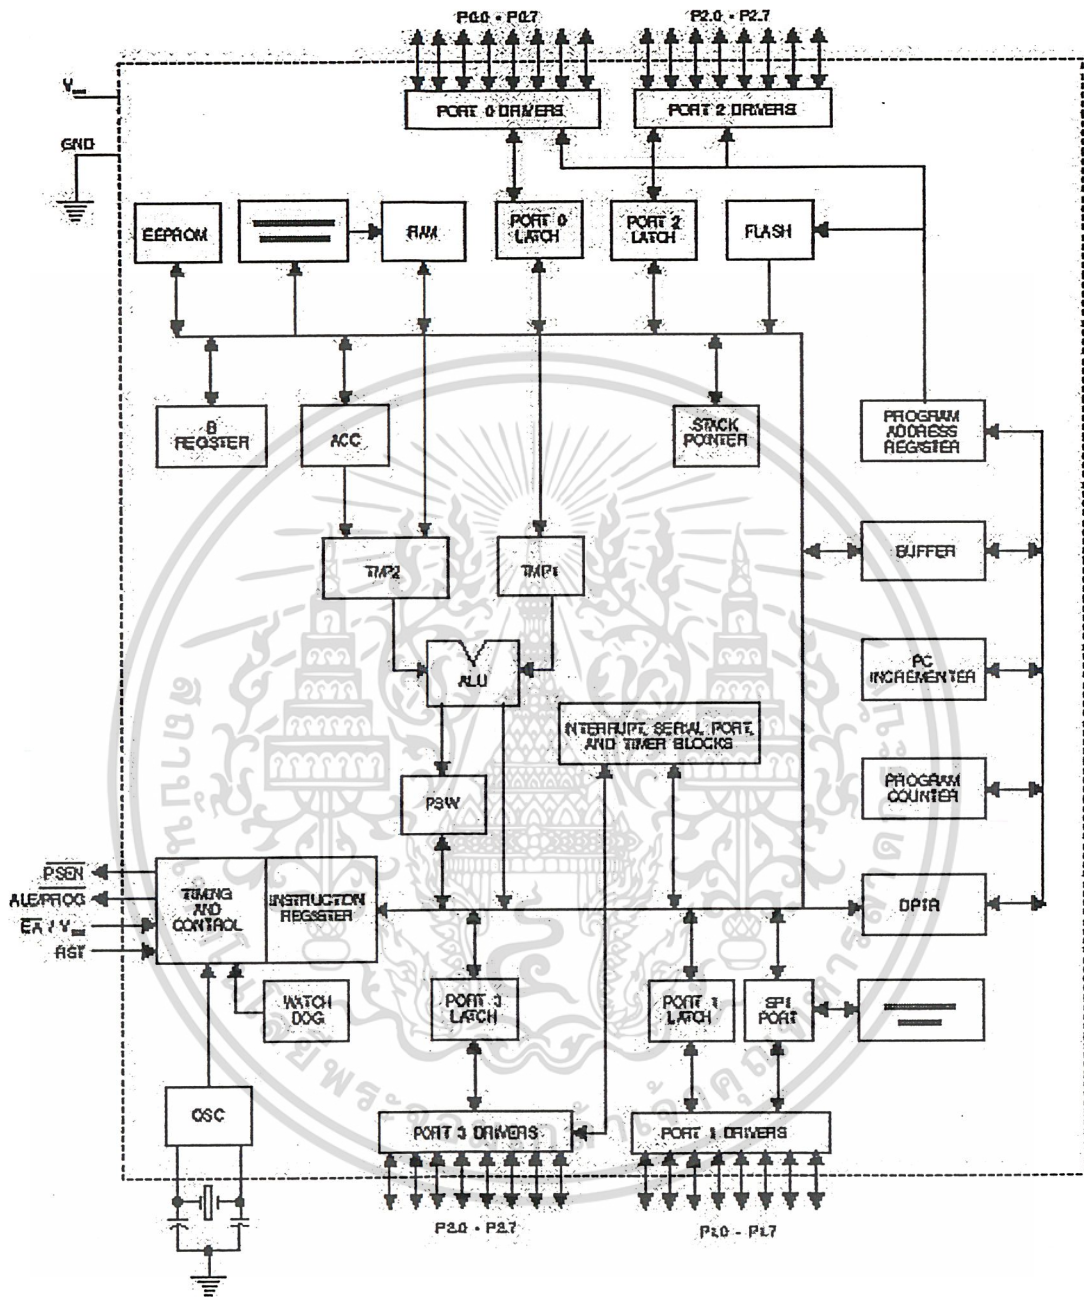 P0.0 - P0.7
P2.0 - P2.7
GND
PORT 0 DRIVERS
PORT 2 DRIVERS
EEPROM
RAM
PORT 0
LATCH
PORT 2
LATCH
FLASH
B
REGISTER
ACC
STACK
POINTER
PROGRAM
ADDRESS
REGISTER
TMP2
TMP1
BUFFER
ALU
PC
INCREMENTER
INTERRUPT, SERIAL PORT,
AND TIMER BLOCKS
PSW
PROGRAM
COUNTER
PSEN
ALE/PROG
EA / V
RST
TIMING
AND
CONTROL
INSTRUCTION
REGISTER
DPTR
WATCH
DOG
PORT 3
LATCH
PORT 1
LATCH
SPI
PORT
OSC
PORT 3 DRIVERS
PORT 1 DRIVERS
P1.0 - P1.7